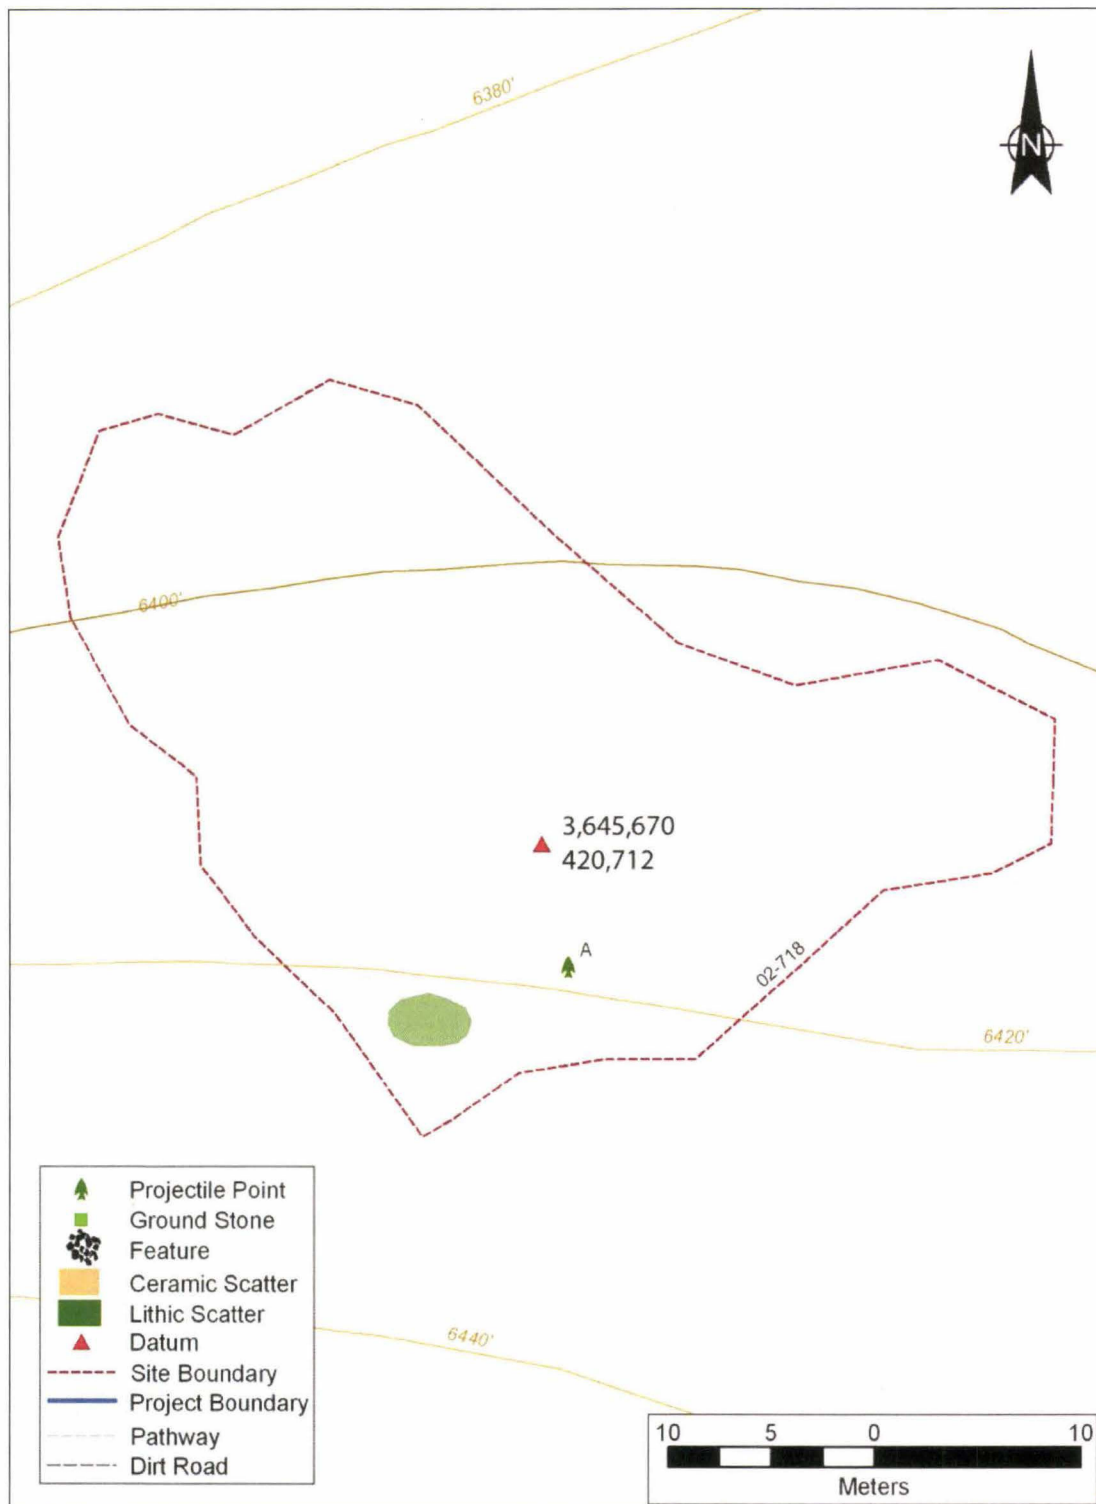 6380'
N
6400'
3,645,670
420,712
A
02-718
6420'
Projectile Point
Ground Stone
Feature
Ceramic Scatter
Lithic Scatter
Datum
Site Boundary
Project Boundary
Pathway
Dirt Road
6440'
10 5 0 10
Meters